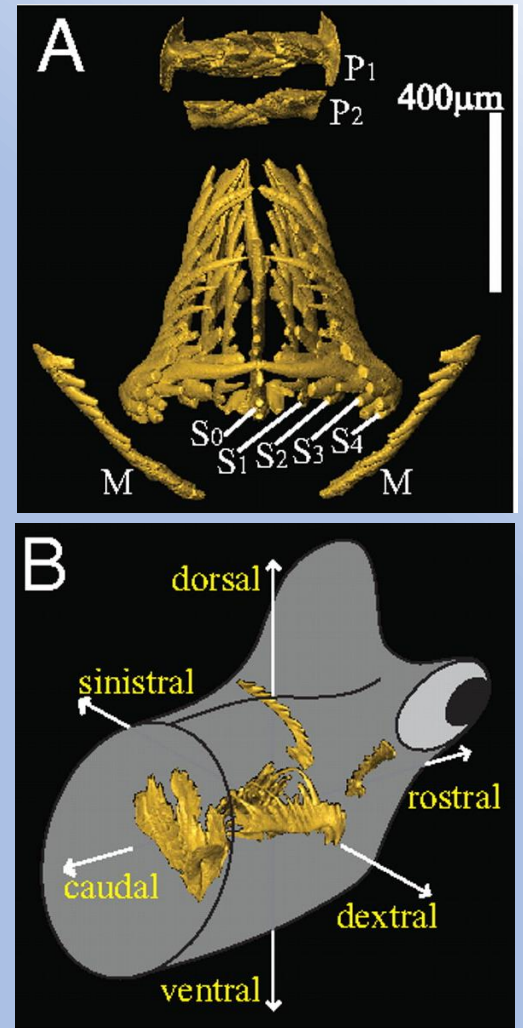 A
P1
P2
400µm
S0
S1
S2
S3
S4
M
M
B
dorsal
sinistral
rostral
caudal
dextral
ventral